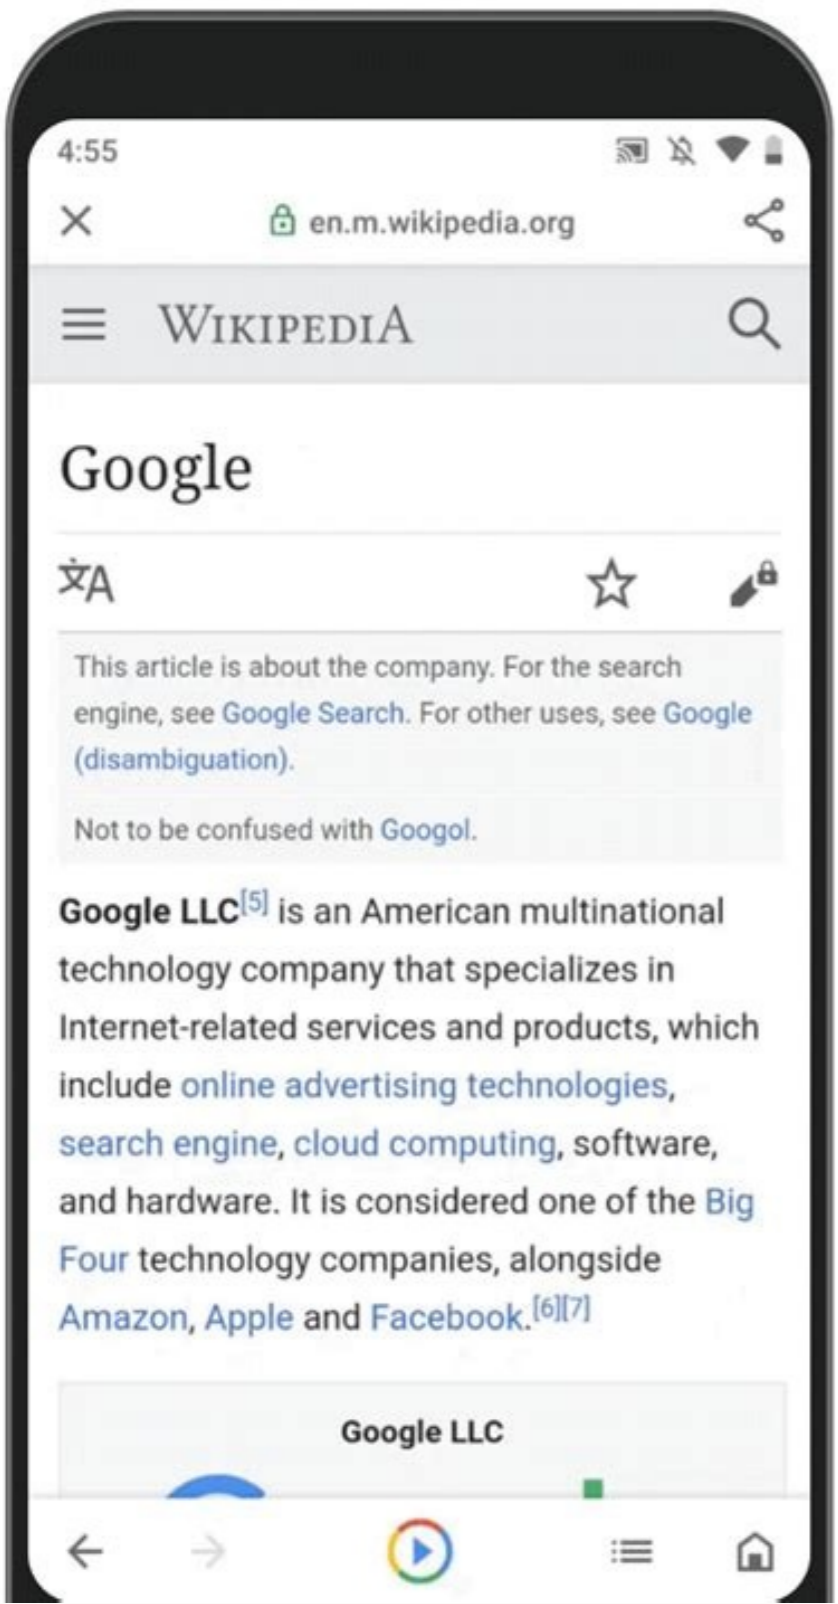 4:55
en.m.wikipedia.org
WIKIPEDIA
Google
文A
This article is about the company. For the search
engine, see Google Search. For other uses, see Google
(disambiguation).
Not to be confused with Googol.
Google LLC[5] is an American multinational
technology company that specializes in
Internet-related services and products, which
include online advertising technologies,
search engine, cloud computing, software,
and hardware. It is considered one of the Big
Four technology companies, alongside
Amazon, Apple and Facebook.[6][7]
Google LLC